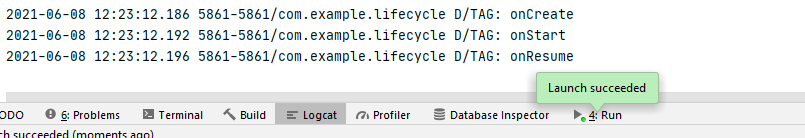 2021-06-08 12:23:12.186 5861-5861/com.example.lifecycle D/TAG: onCreate
2021-06-08 12:23:12.192 5861-5861/com.example.lifecycle D/TAG: onStart
2021-06-08 12:23:12.196 5861-5861/com.example.lifecycle D/TAG: onResume
Launch succeeded
ODO 6: Problems Terminal Build Logcat Profiler Database Inspector 4: Run
ch succeeded (moments ago)